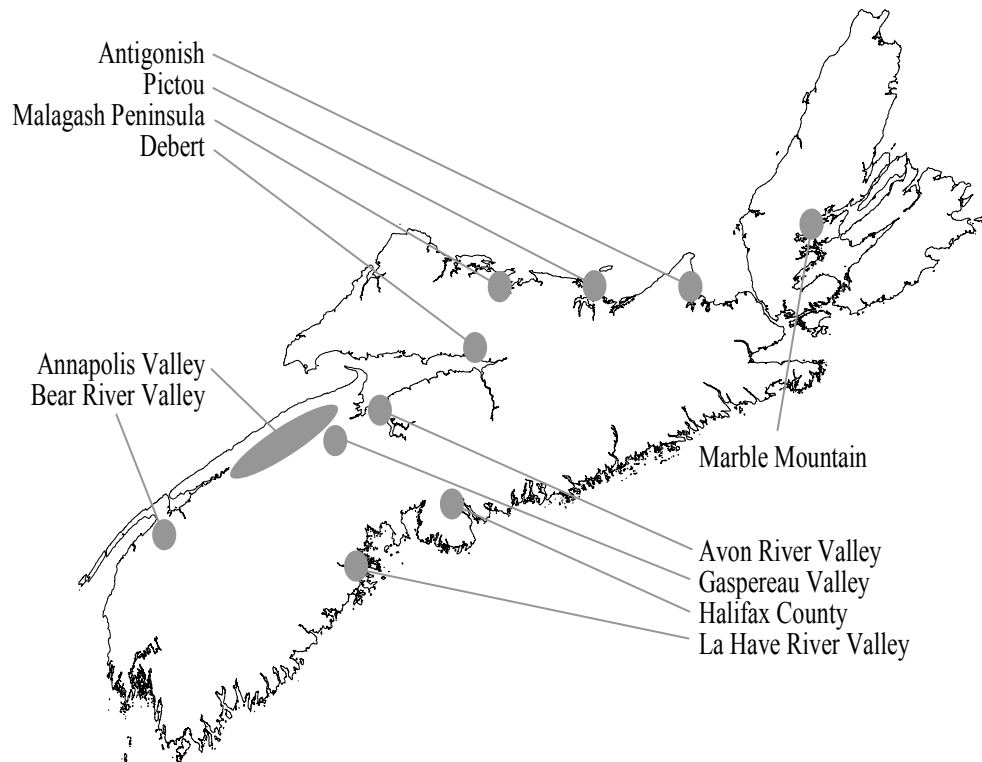 Antigonish
Pictou
Malagash Peninsula
Debert
Annapolis Valley
Bear River Valley
Marble Mountain
Avon River Valley
Gaspereau Valley
Halifax County
La Have River Valley